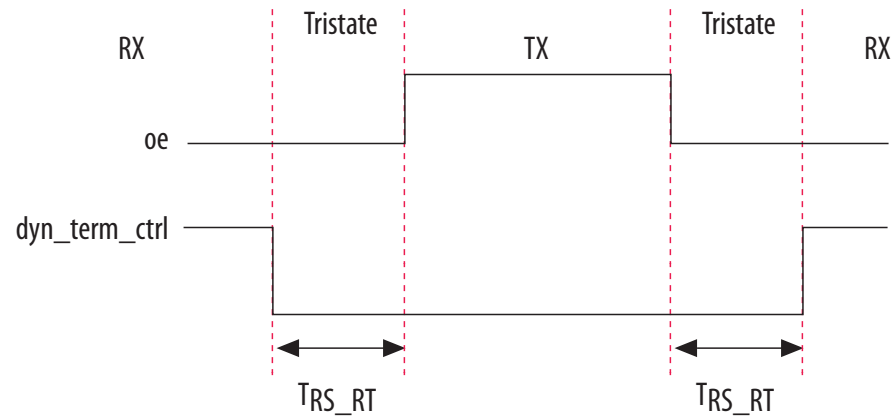 Tristate
Tristate
RX
TX
RX
oe
dyn_term_ctrl
TRS_RT
TRS_RT